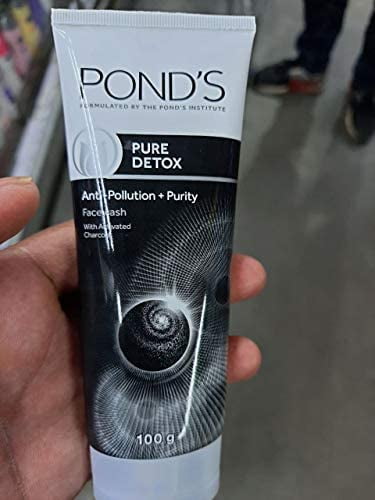 POND'S
FORMULATED BY THE POND'S INSTITUTE
PURE
DETOX
Anti-Pollution + Purity
Facewash
With Activated
Charcoal
100 g